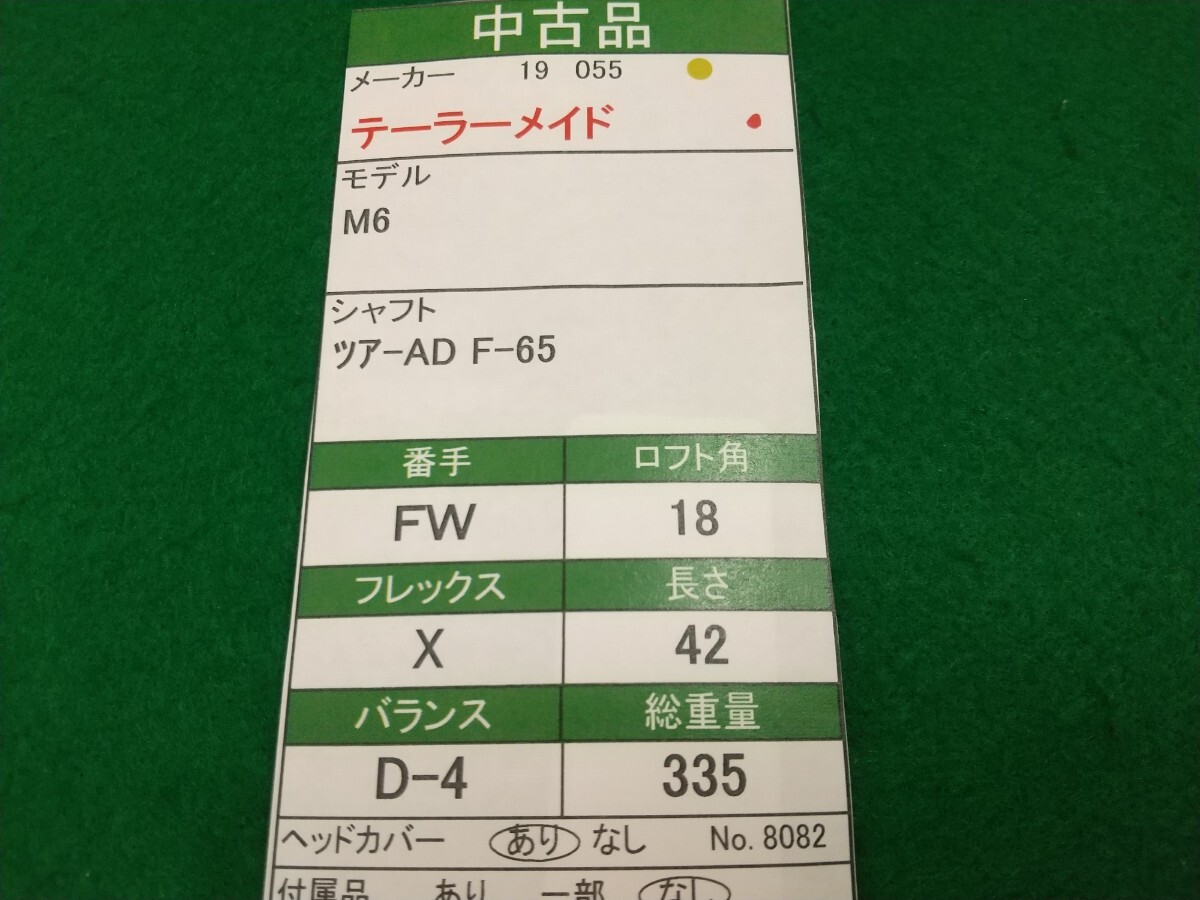 中古品
メーカー 19 055
テーラーメイド
モデル
M6
シャフト
ツアーAD F-65
番手 ロフト角
FW 18
フレックス 長さ
X 42
バランス 総重量
D-4 335
ヘッドカバー あり なし No. 8082
付属品 あり 一部 なし